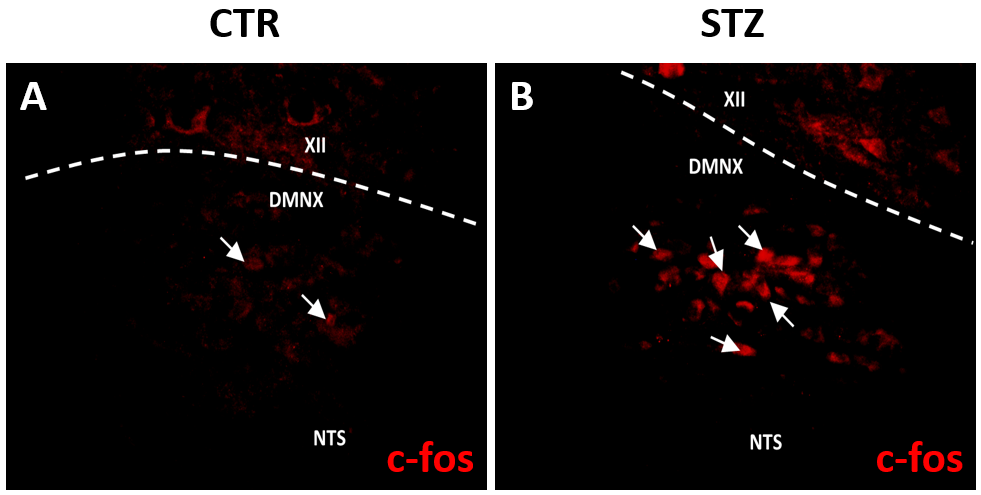 CTR
STZ
A
XII
DMNX
NTS
c-fos
B
XII
DMNX
NTS
c-fos